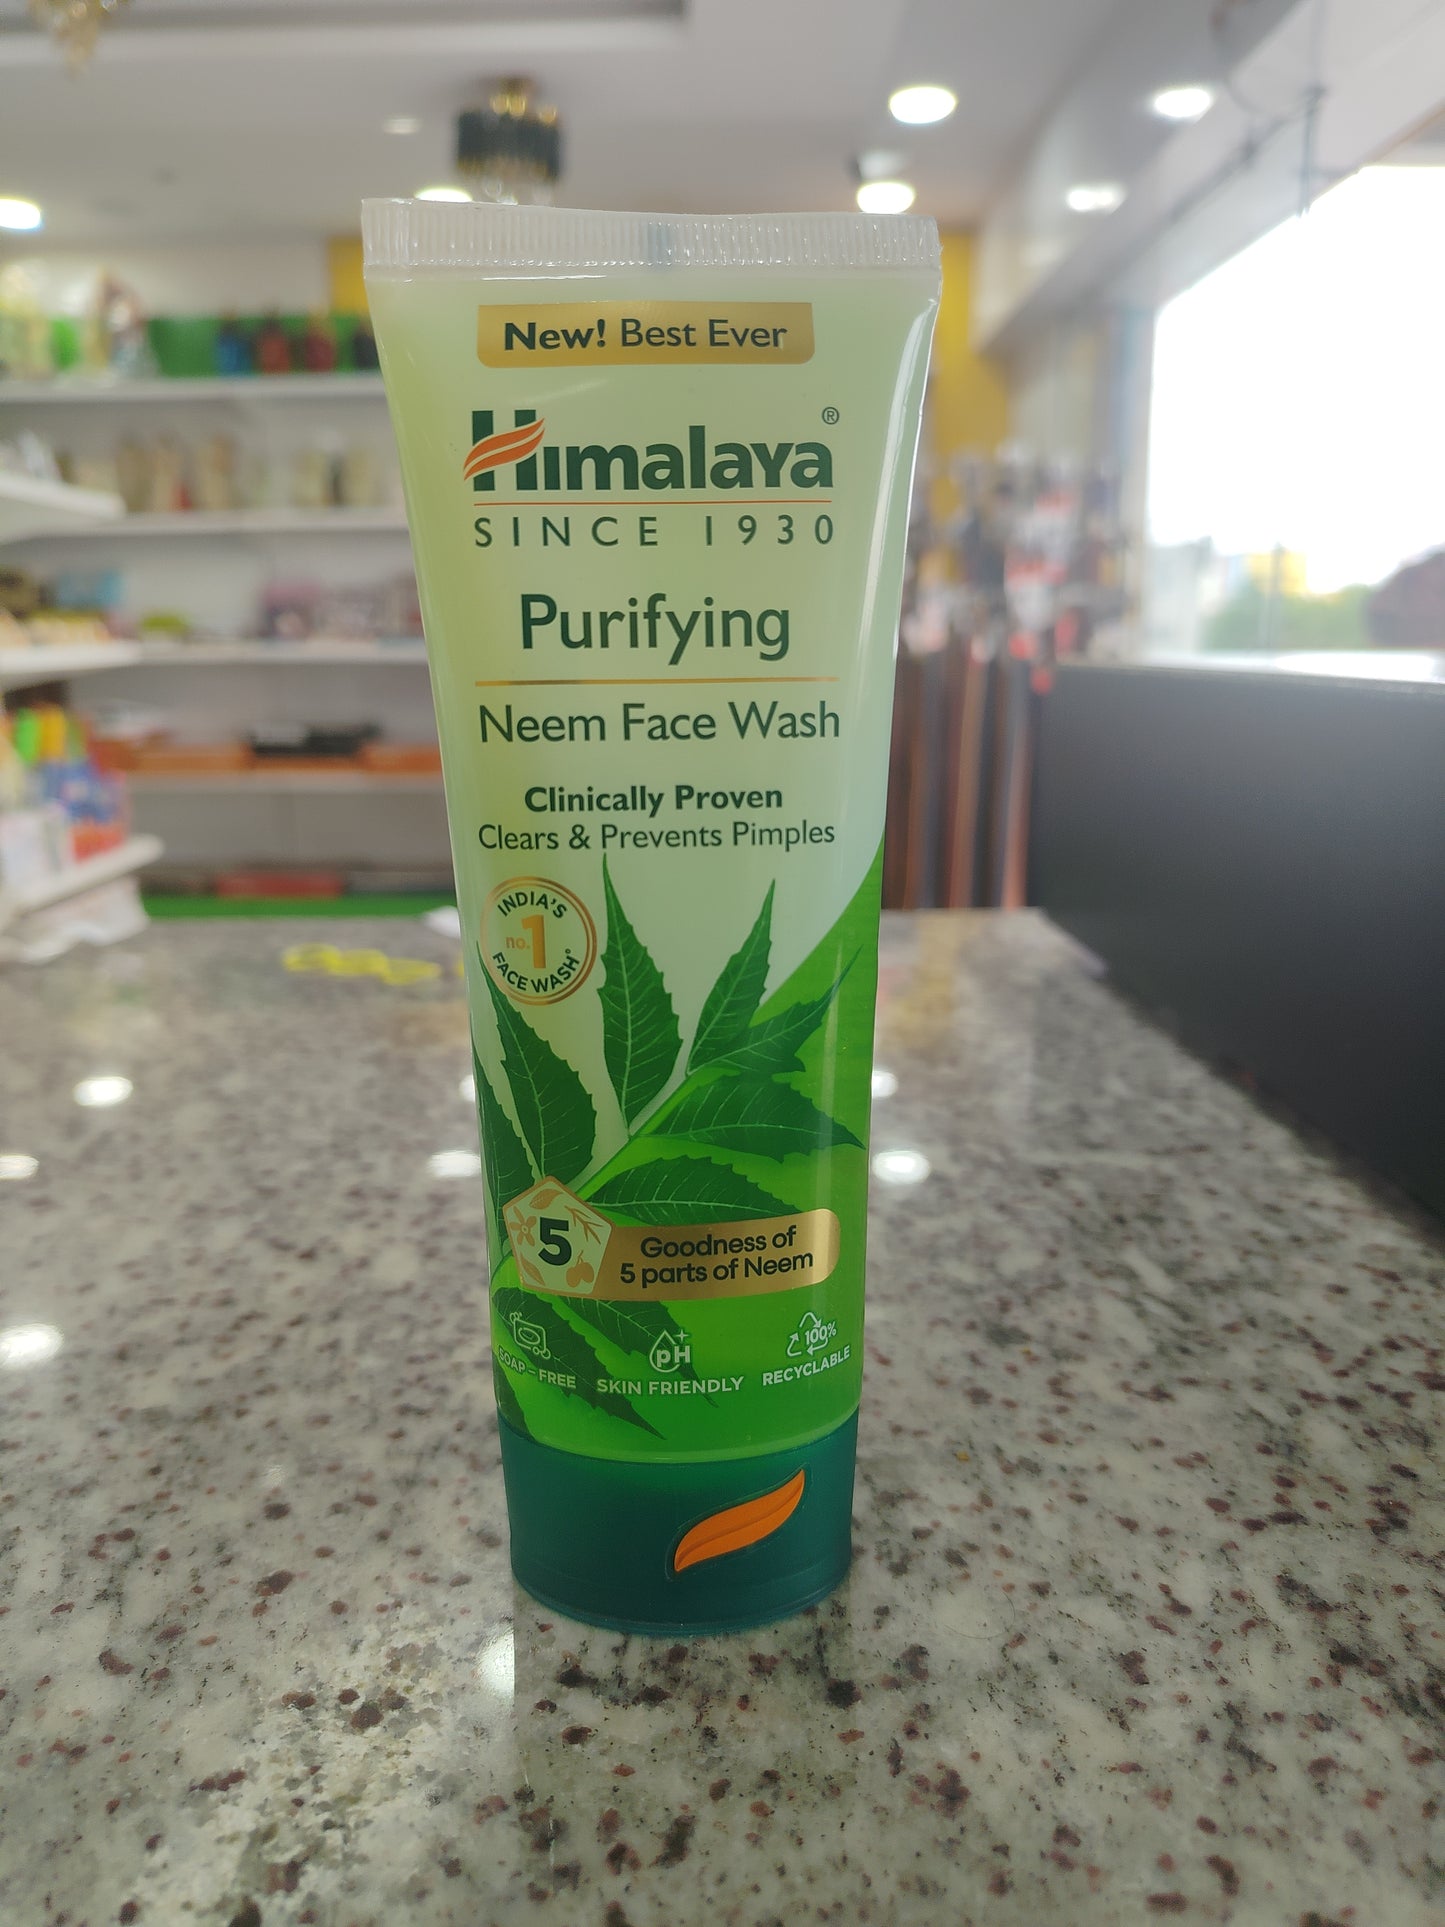 New! Best Ever
Himalaya®
SINCE 1930
Purifying
Neem Face Wash
Clinically Proven
Clears & Prevents Pimples
INDIA'S
no.1
FACE WASH*
5
Goodness of
5 parts of Neem
SOAP-FREE
pH
SKIN FRIENDLY
100%
RECYCLABLE